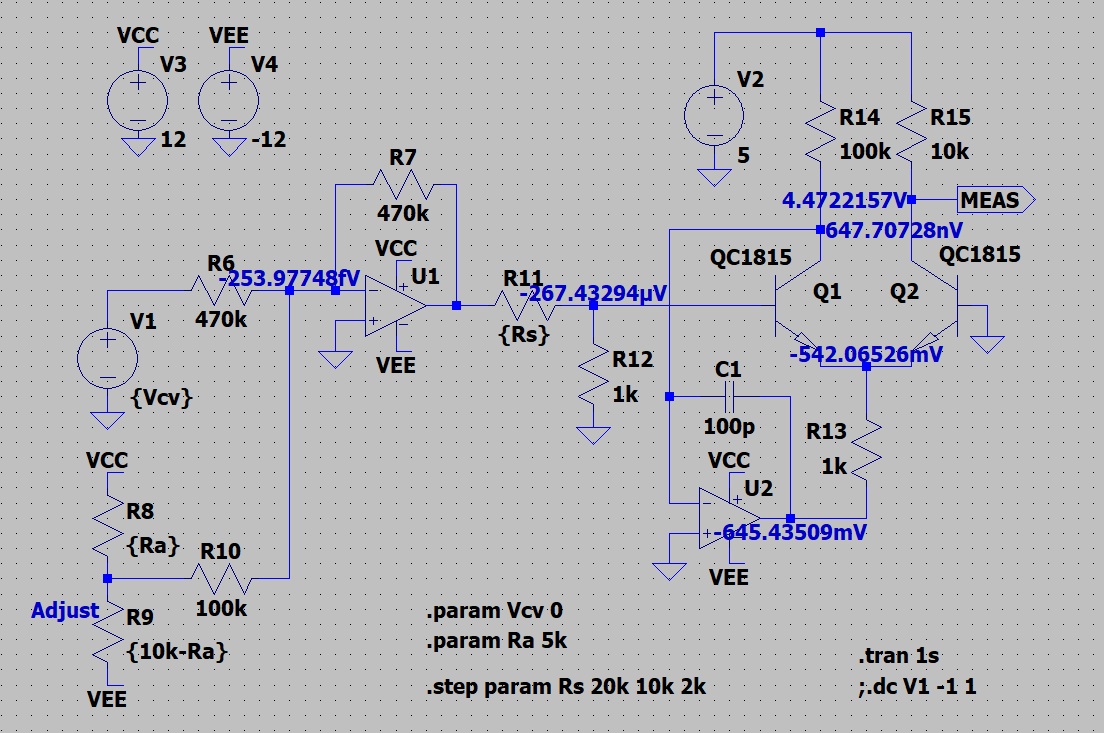 VCC
VEE
V3
V4
12
-12
V2
5
R14
100k
R15
10k
4.4722157V
MEAS
647.70728nV
R7
470k
VCC
U1
VEE
R6
-253.97748fV
470k
V1
{Vcv}
R11
-267.43294µV
{Rs}
R12
1k
QC1815
QC1815
Q1
Q2
-542.06526mV
C1
100p
R13
1k
VCC
U2
-645.43509mV
VEE
VCC
R8
{Ra}
R10
100k
Adjust
R9
{10k-Ra}
VEE
.param Vcv 0
.param Ra 5k
.step param Rs 20k 10k 2k
.tran 1s
;.dc V1 -1 1